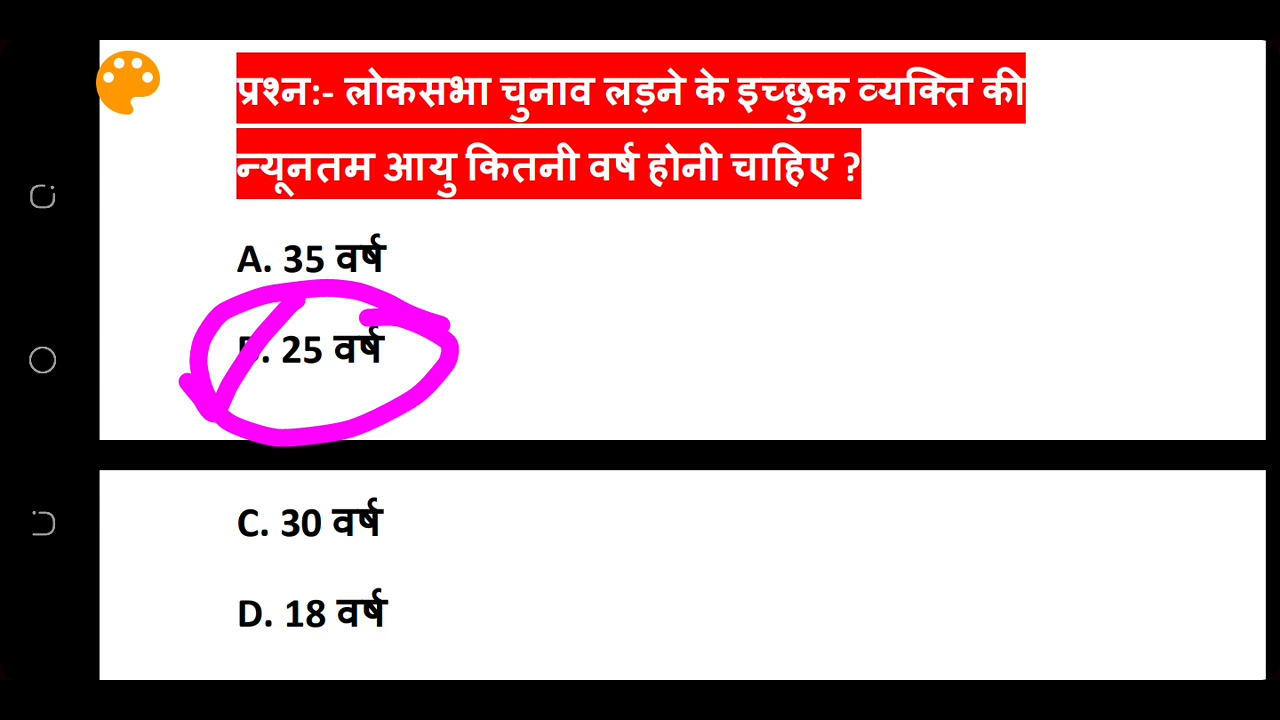 प्रश्न:- लोकसभा चुनाव लड़ने के इच्छुक व्यक्ति की
न्यूनतम आयु कितनी वर्ष होनी चाहिए ?
A. 35 वर्ष
B. 25 वर्ष
C. 30 वर्ष
D. 18 वर्ष